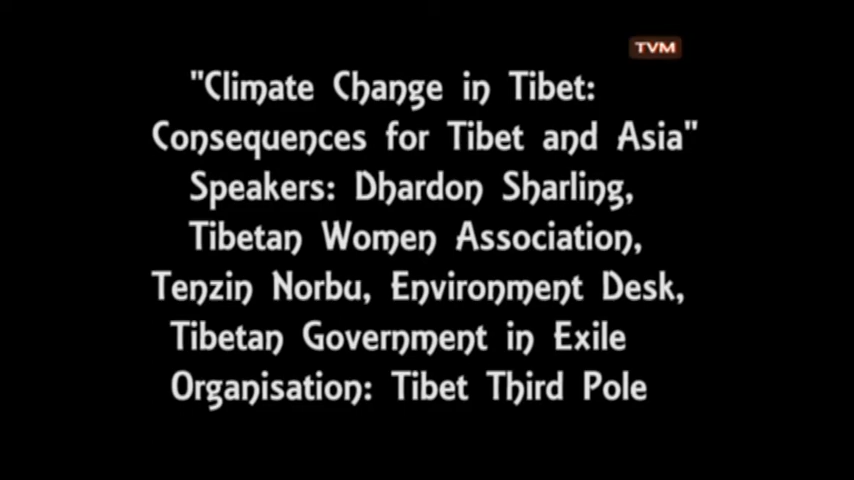 TVM
"Climate Change in Tibet:
Consequences for Tibet and Asia"
Speakers: Dhardon Sharling,
Tibetan Women Association,
Tenzin Norbu, Environment Desk,
Tibetan Government in Exile
Organisation: Tibet Third Pole